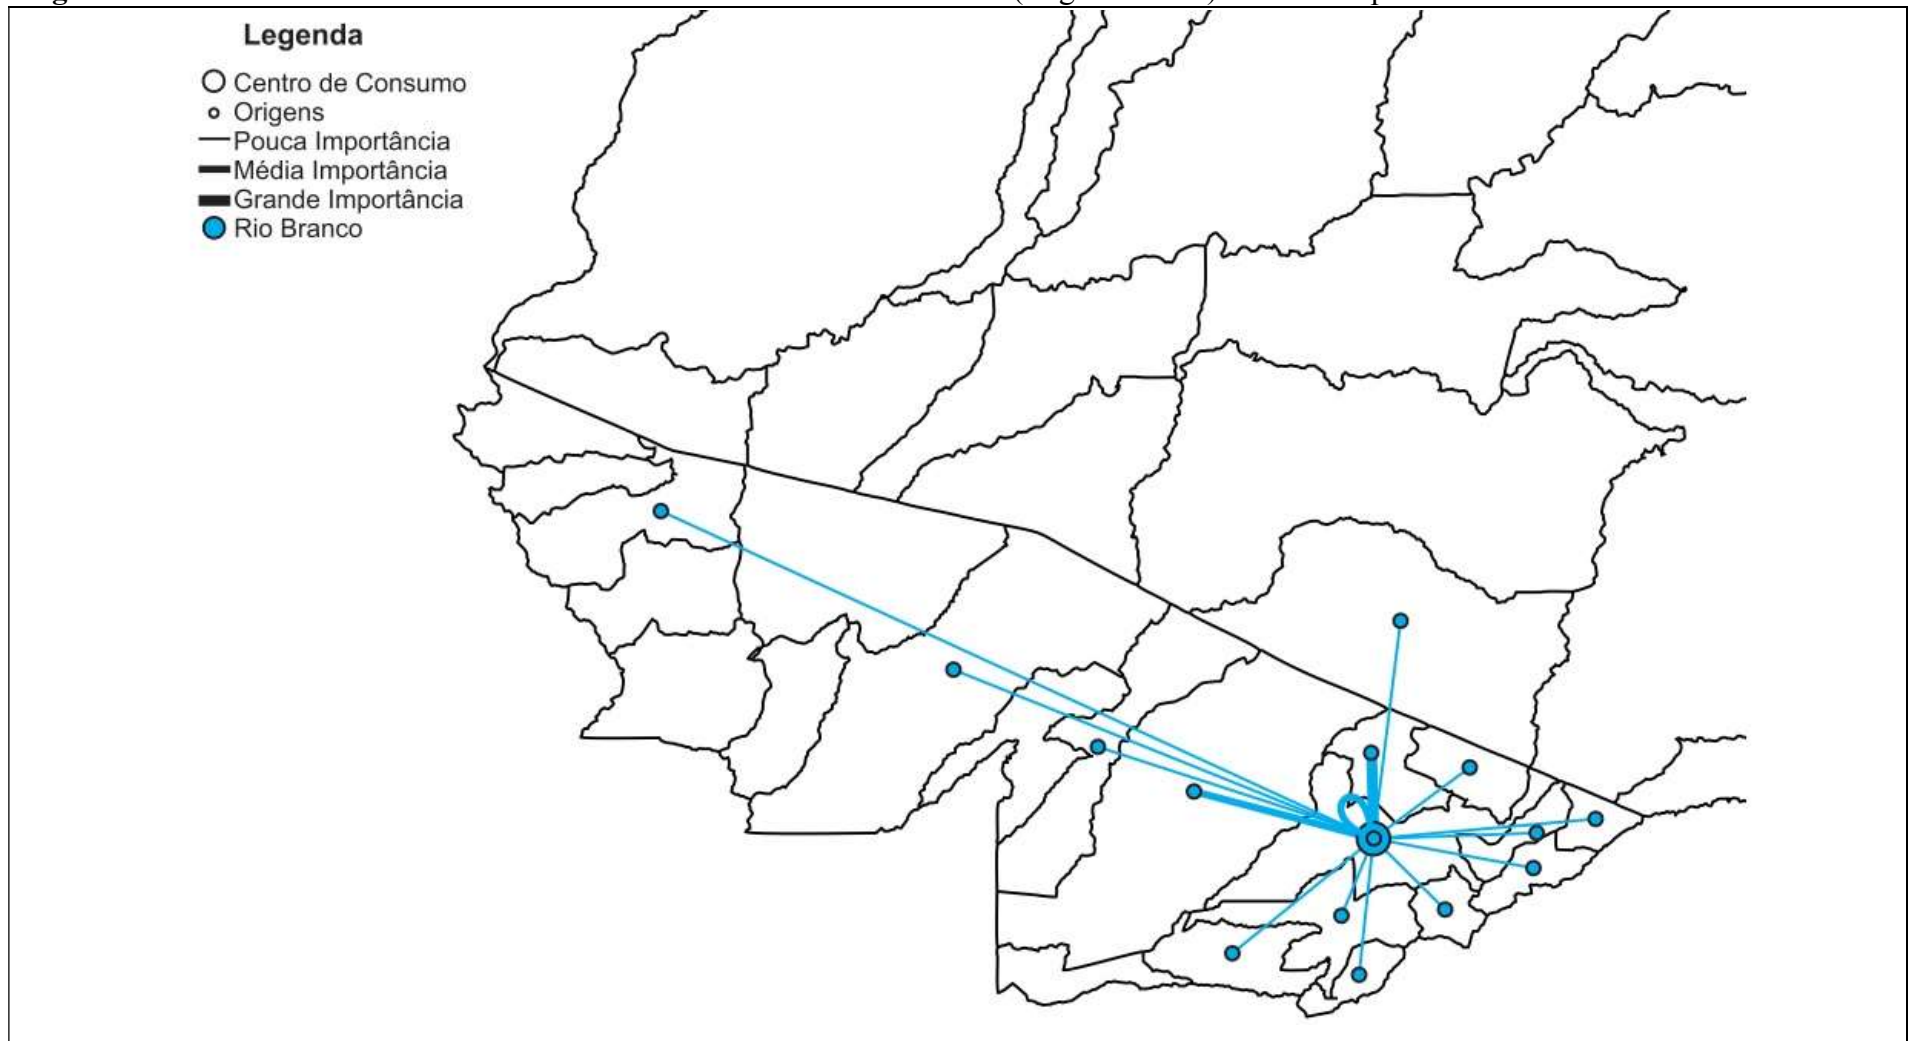 Legenda
Centro de Consumo
Origens
Pouca Importância
Média Importância
Grande Importância
Rio Branco